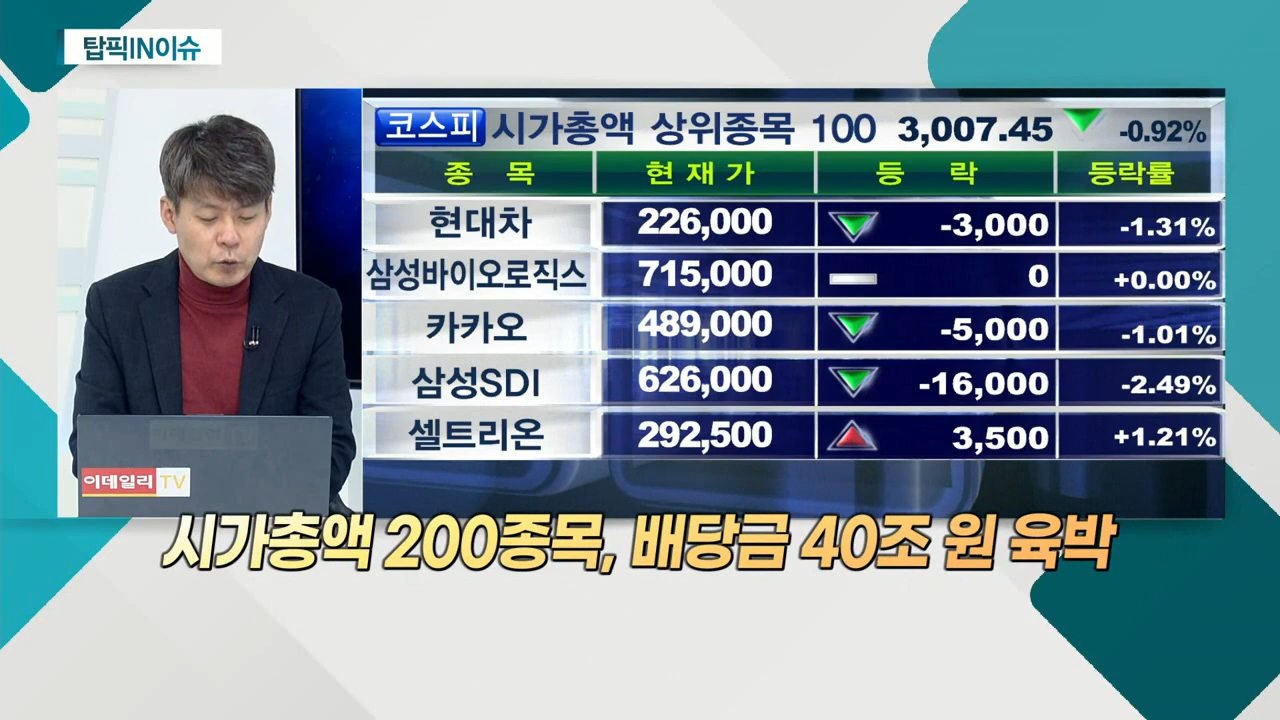 탑픽IN이슈
코스피 시가총액 상위종목 100 3,007.45 -0.92%
종 목 현 재 가 등 락 등락률
현대차 226,000 -3,000 -1.31%
삼성바이오로직스 715,000 0 +0.00%
카카오 489,000 -5,000 -1.01%
삼성SDI 626,000 -16,000 -2.49%
셀트리온 292,500 3,500 +1.21%
이데일리 TV
시가총액 200종목, 배당금 40조 원 육박